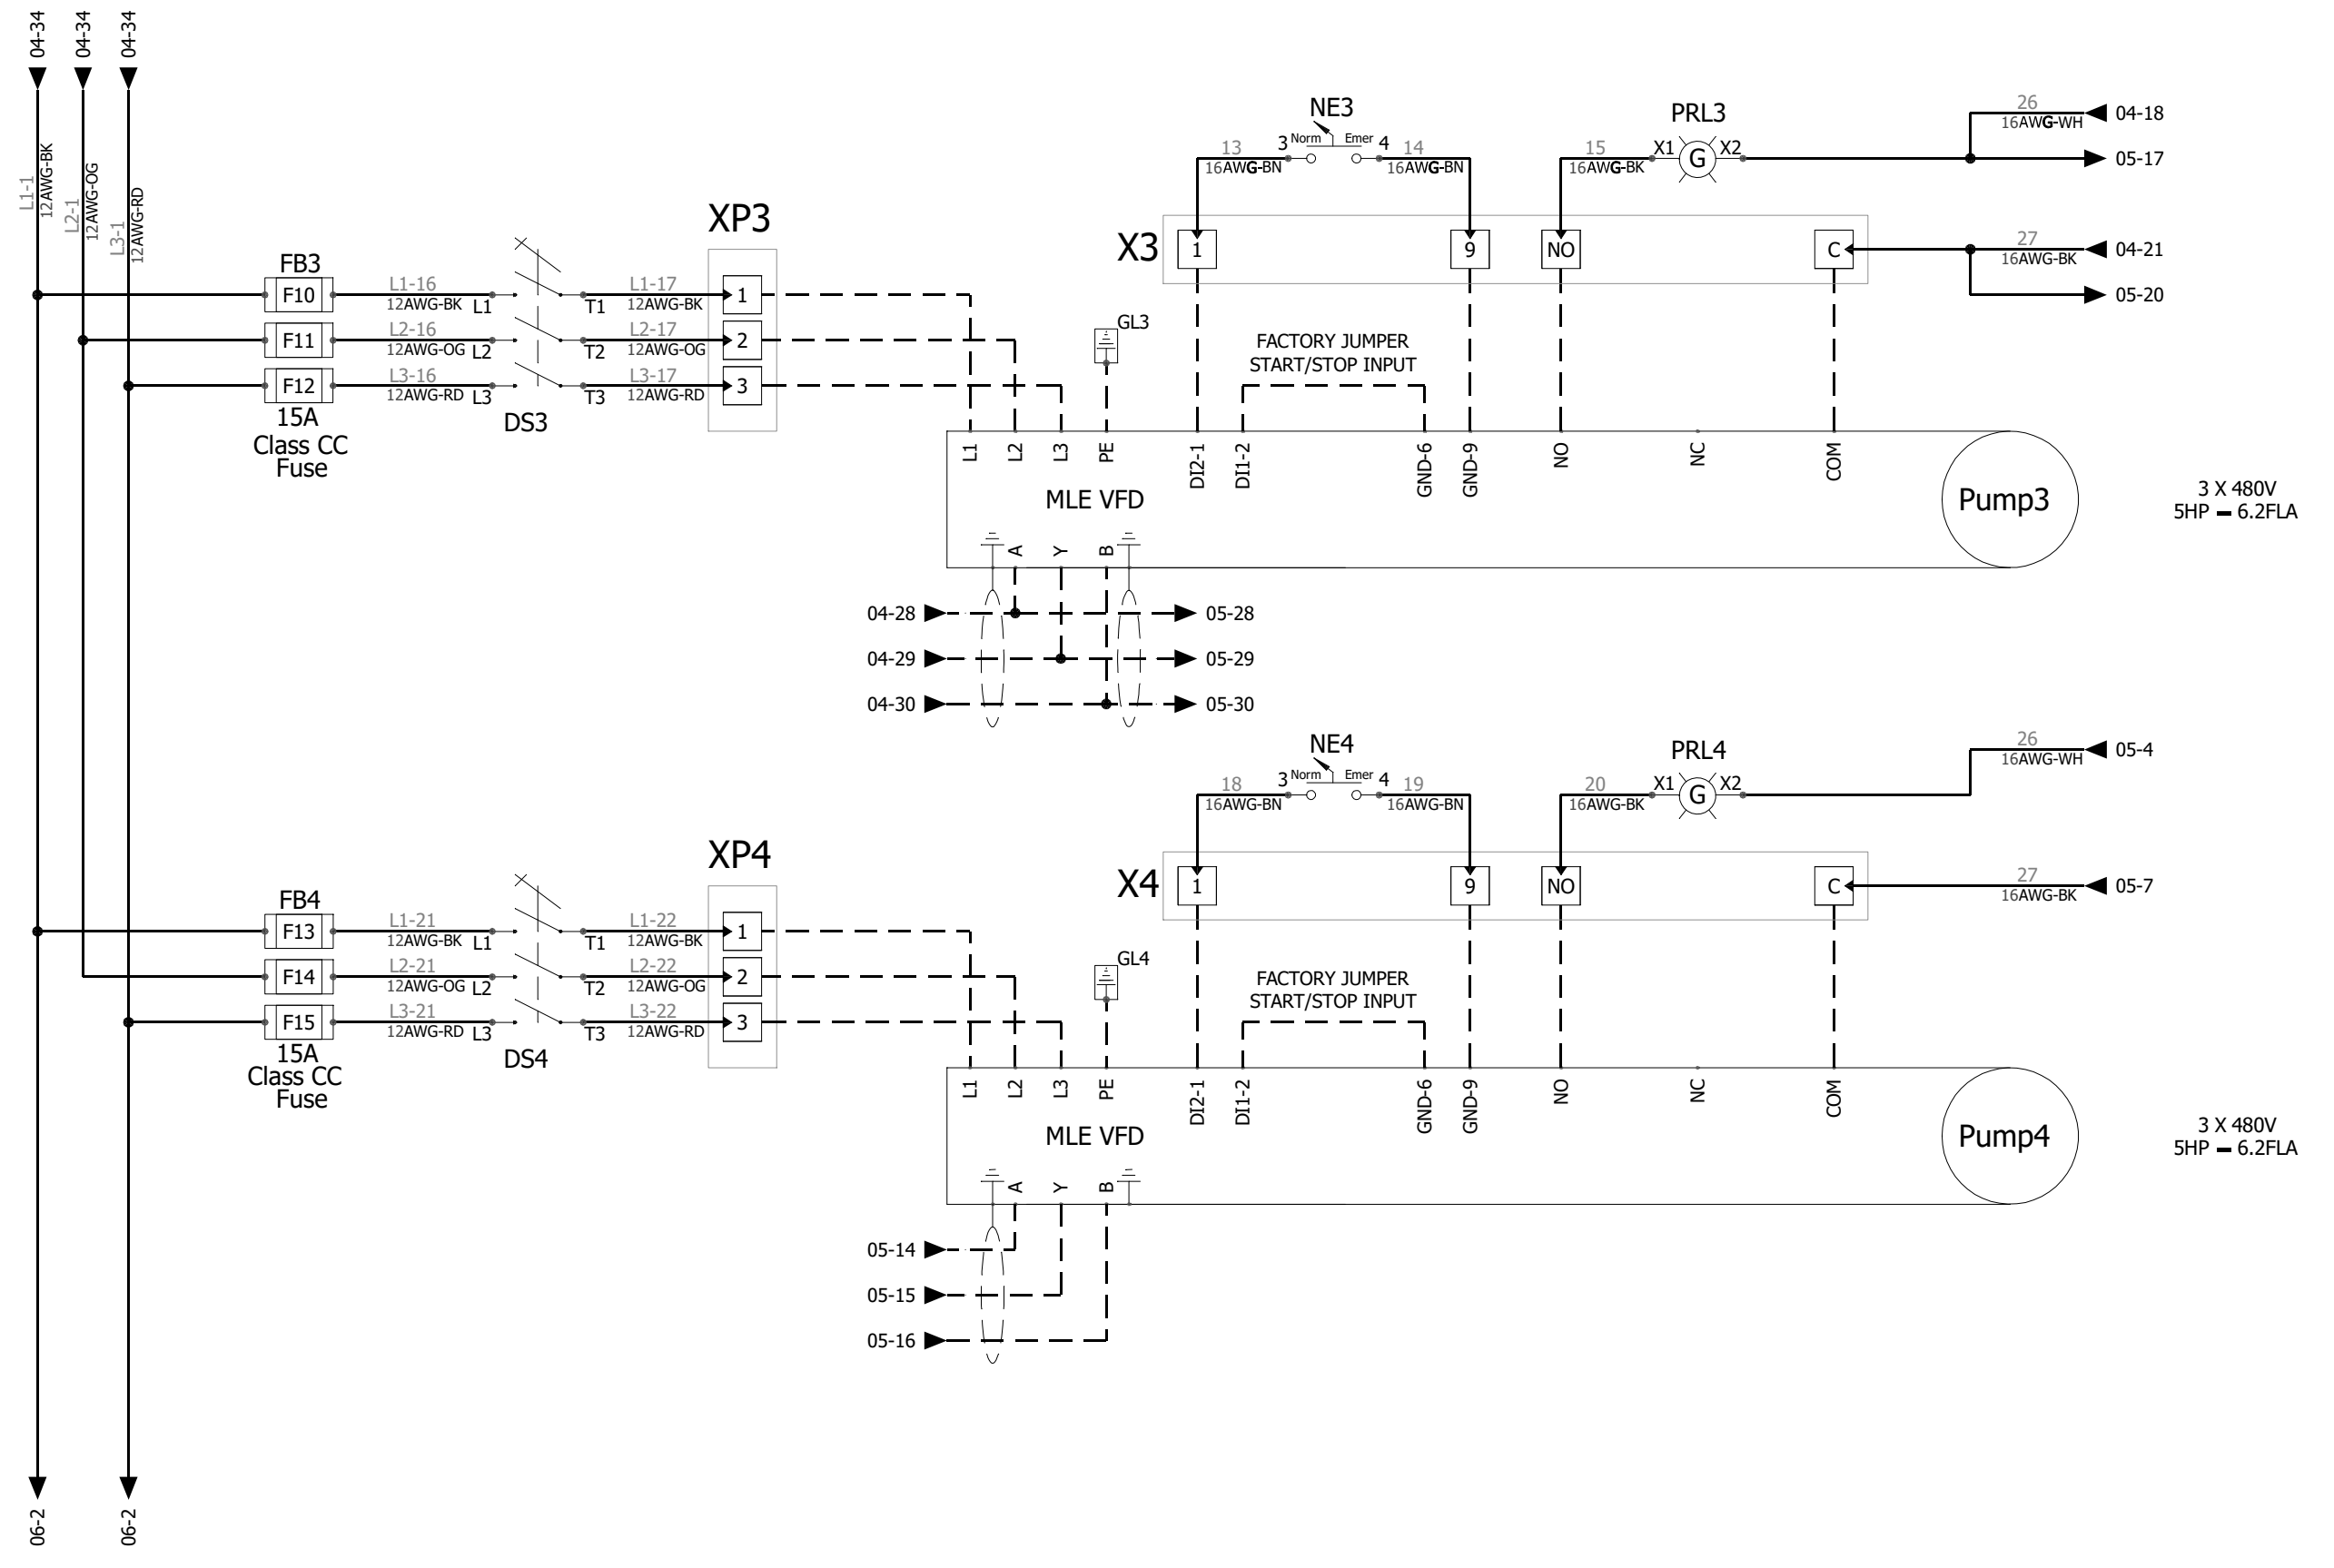 04-34
04-34
04-34
L1-1
12AWG-BK
L2-1
12AWG-OG
L3-1
12AWG-RD
NE3
PRL3
26
16AWG-WH
04-18
13
16AWG-BN
3
Norm
Emer
4
14
16AWG-BN
15
16AWG-BK
X1
G
X2
05-17
XP3
X3
1
9
NO
C
27
16AWG-BK
04-21
05-20
FB3
F10
L1-16
12AWG-BK
L1
T1
L1-17
12AWG-BK
1
F11
L2-16
12AWG-OG
L2
T2
L2-17
12AWG-OG
2
F12
L3-16
12AWG-RD
L3
T3
L3-17
12AWG-RD
3
15A
Class CC
Fuse
DS3
GL3
FACTORY JUMPER
START/STOP INPUT
L1
L2
L3
PE
DI2-1
DI1-2
GND-6
GND-9
NO
NC
COM
MLE VFD
Pump3
3 X 480V
5HP - 6.2FLA
A
Y
B
04-28
05-28
04-29
05-29
04-30
05-30
NE4
PRL4
26
16AWG-WH
05-4
18
16AWG-BN
3
Norm
Emer
4
19
16AWG-BN
20
16AWG-BK
X1
G
X2
XP4
X4
1
9
NO
C
27
16AWG-BK
05-7
FB4
F13
L1-21
12AWG-BK
L1
T1
L1-22
12AWG-BK
1
F14
L2-21
12AWG-OG
L2
T2
L2-22
12AWG-OG
2
F15
L3-21
12AWG-RD
L3
T3
L3-22
12AWG-RD
3
15A
Class CC
Fuse
DS4
GL4
FACTORY JUMPER
START/STOP INPUT
L1
L2
L3
PE
DI2-1
DI1-2
GND-6
GND-9
NO
NC
COM
MLE VFD
Pump4
3 X 480V
5HP - 6.2FLA
A
Y
B
05-14
05-15
05-16
06-2
06-2